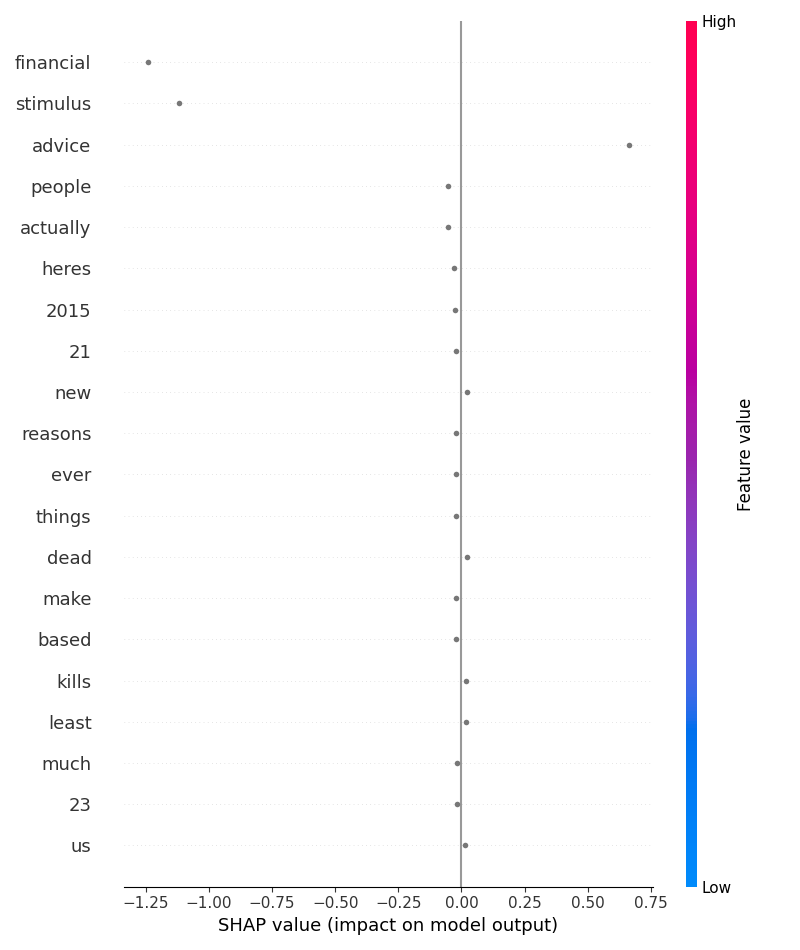 High
financial
stimulus
advice
people
actually
heres
2015
21
new
reasons
ever
things
dead
make
based
kills
least
much
23
us
Feature value
Low
−1.25 −1.00 −0.75 −0.50 −0.25 0.00 0.25 0.50 0.75
SHAP value (impact on model output)